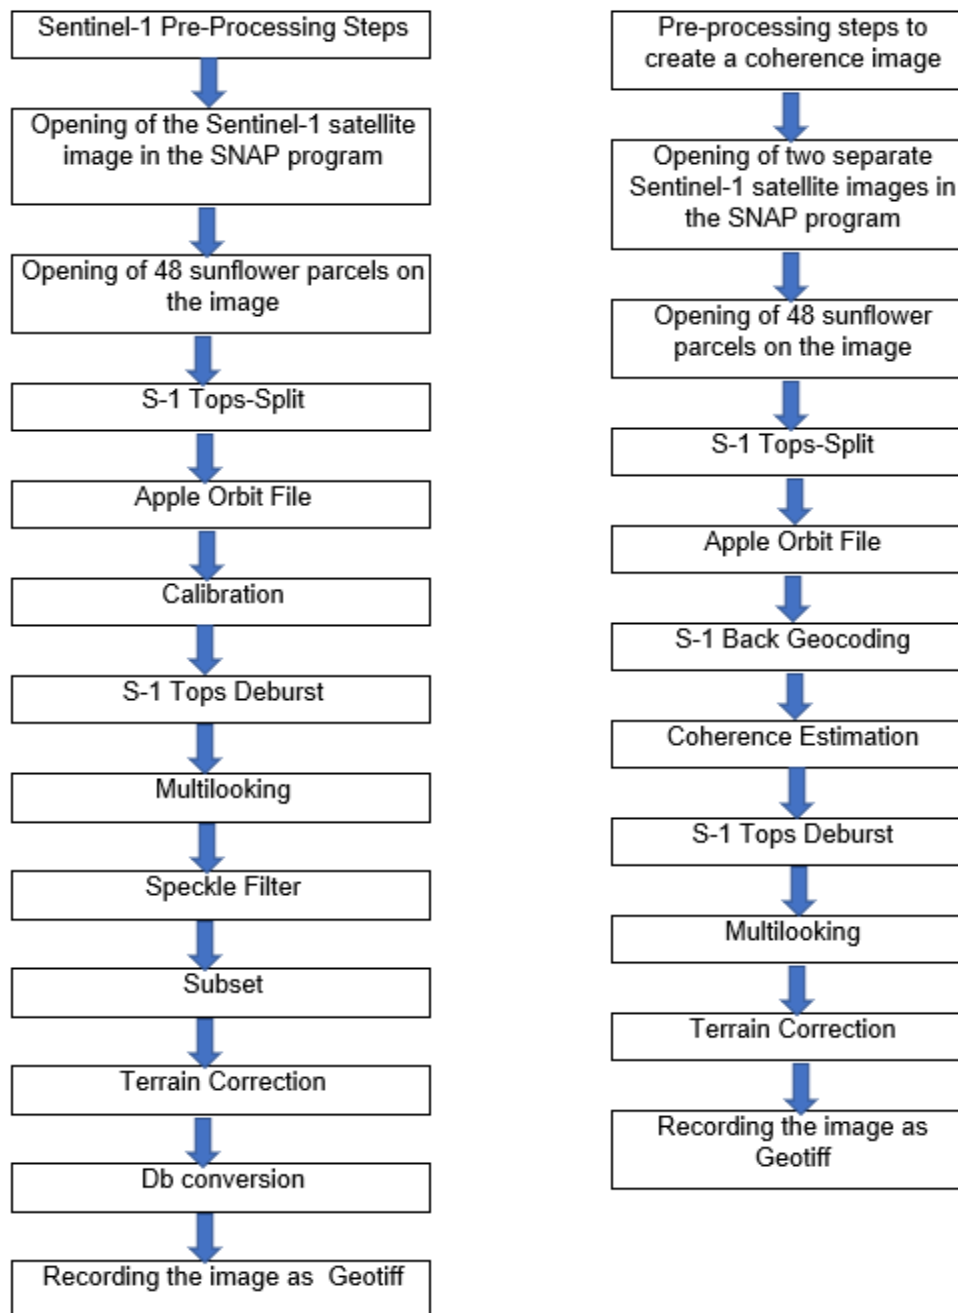 Sentinel-1 Pre-Processing Steps
Opening of the Sentinel-1 satellite
image in the SNAP program
Opening of 48 sunflower parcels on
the image
S-1 Tops-Split
Apple Orbit File
Calibration
S-1 Tops Deburst
Multilooking
Speckle Filter
Subset
Terrain Correction
Db conversion
Recording the image as Geotiff
Pre-processing steps to
create a coherence image
Opening of two separate
Sentinel-1 satellite images in
the SNAP program
Opening of 48 sunflower
parcels on the image
S-1 Tops-Split
Apple Orbit File
S-1 Back Geocoding
Coherence Estimation
S-1 Tops Deburst
Multilooking
Terrain Correction
Recording the image as
Geotiff